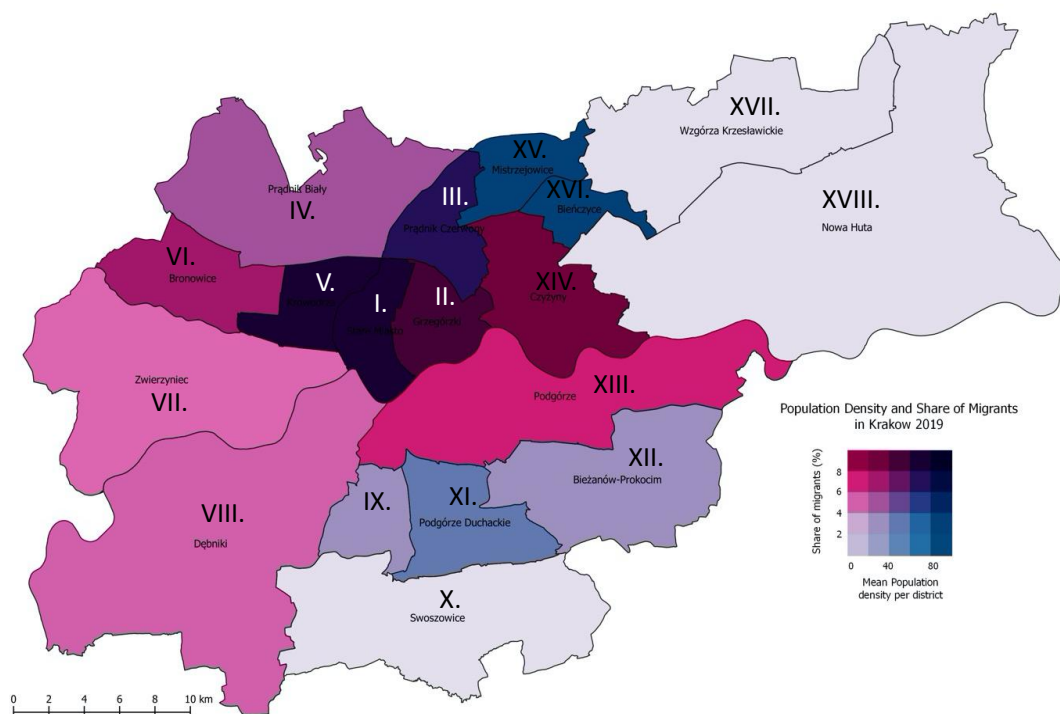 XVII.
Wzgórza Krzesławickie
XV.
Mistrzejowice
XVI.
Bieńczyce
XVIII.
Nowa Huta
III.
Prądnik Czerwony
Prądnik Biały
IV.
VI.
Bronowice
V.
I.
Stare Miasto
II.
Grzegórzki
XIV.
Czyżyny
Zwierzyniec
VII.
XIII.
Podgórze
XII.
Bieżanów-Prokocim
IX.
XI.
Podgórze Duchackie
VIII.
Dębniki
X.
Swoszowice
Population Density and Share of Migrants
in Krakow 2019
Share of migrants (%)
8
6
4
2
0 40 80
Mean Population
density per district
0 2 4 6 8 10 km